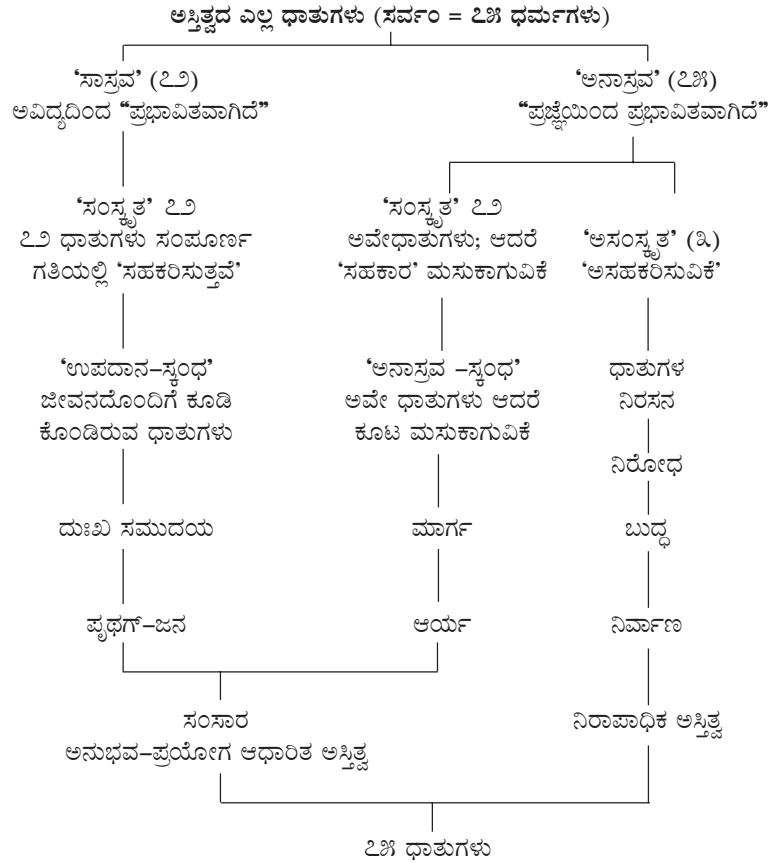 ಅಸ್ತಿತ್ವದ ಎಲ್ಲ ಧಾತುಗಳು (ಸರ್ವಂ = ೭೫ ಧರ್ಮಗಳು)
‘ಸಾಸ್ರವ’ (೭೨)
ಅವಿದ್ಯದಿಂದ “ಪ್ರಭಾವಿತವಾಗಿದೆ”
‘ಅನಾಸ್ರವ’ (೭೫)
“ಪ್ರಜ್ಞೆಯಿಂದ ಪ್ರಭಾವಿತವಾಗಿದೆ”
‘ಸಂಸ್ಕೃತ’ ೭೨
೭೨ ಧಾತುಗಳು ಸಂಪೂರ್ಣ
ಗತಿಯಲ್ಲಿ ‘ಸಹಕರಿಸುತ್ತವೆ’
‘ಸಂಸ್ಕೃತ’ ೭೨
ಅವೇಧಾತುಗಳು; ಆದರೆ
‘ಸಹಕಾರ’ ಮಸುಕಾಗುವಿಕೆ
‘ಅಸಂಸ್ಕೃತ’ (೩)
‘ಅಸಹಕರಿಸುವಿಕೆ’
‘ಉಪದಾನ–ಸ್ಕಂಧ’
ಜೀವನದೊಂದಿಗೆ ಕೂಡಿ
ಕೊಂಡಿರುವ ಧಾತುಗಳು
‘ಅನಾಸ್ರವ –ಸ್ಕಂಧ’
ಅವೇ ಧಾತುಗಳು ಆದರೆ
ಕೂಟ ಮಸುಕಾಗುವಿಕೆ
ಧಾತುಗಳ
ನಿರಸನ
ನಿರೋಧ
ದುಃಖ ಸಮುದಯ
ಮಾರ್ಗ
ಬುದ್ಧ
ಪೃಥಗ್–ಜನ
ಆರ್ಯ
ನಿರ್ವಾಣ
ಸಂಸಾರ
ಅನುಭವ–ಪ್ರಯೋಗ ಆಧಾರಿತ ಅಸ್ತಿತ್ವ
ನಿರಾಪಾಧಿಕ ಅಸ್ತಿತ್ವ
೭೫ ಧಾತುಗಳು